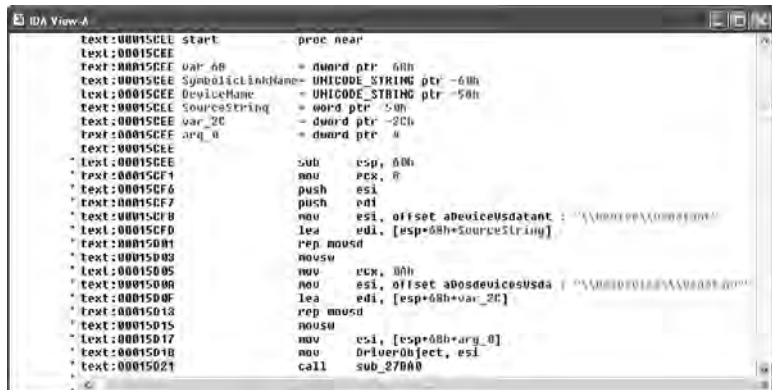 IDA View-A
text:00015CEE start proc near
text:00015CEE
text:00015CEE var_60 = dword ptr -60h
text:00015CEE SymbolicLinkName= UNICODE_STRING ptr -60h
text:00015CEE DeviceName = UNICODE_STRING ptr -58h
text:00015CEE SourceString = word ptr -50h
text:00015CEE var_2C = dword ptr -2Ch
text:00015CEE arg_0 = dword ptr 4
text:00015CEE
text:00015CEE sub esp, 60h
text:00015CF1 mov ecx, 8
text:00015CF6 push esi
text:00015CF7 push edi
text:00015CF8 mov esi, offset aDeviceVsdatant ;
text:00015CFD lea edi, [esp+68h+SourceString]
text:00015D01 rep movsd
text:00015D03 movsw
text:00015D05 mov ecx, 0Ah
text:00015D0A mov esi, offset aDosdevicesVsda ;
text:00015D0F lea edi, [esp+68h+var_2C]
text:00015D13 rep movsd
text:00015D15 movsw
text:00015D17 mov esi, [esp+68h+arg_0]
text:00015D1B mov DriverObject, esi
text:00015D21 call sub_27BA0